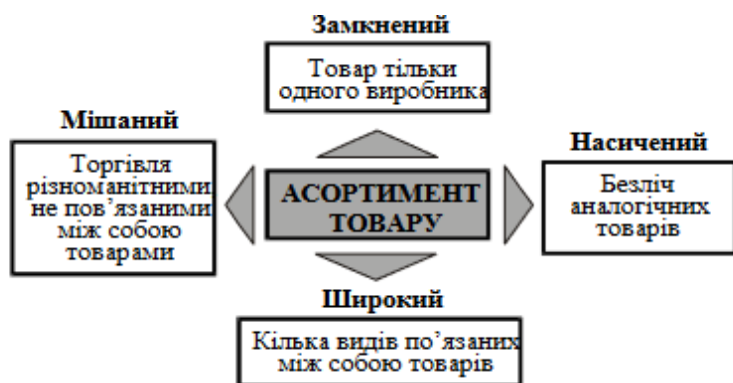 Замкнений
Товар тільки
одного виробника
Мішаний
Торгівля
різноманітними
не пов’язаними
між собою
товарами
АСОРТИМЕНТ
ТОВАРУ
Насичений
Безліч
аналогічних
товарів
Широкий
Кілька видів по’язаних
між собою товарів